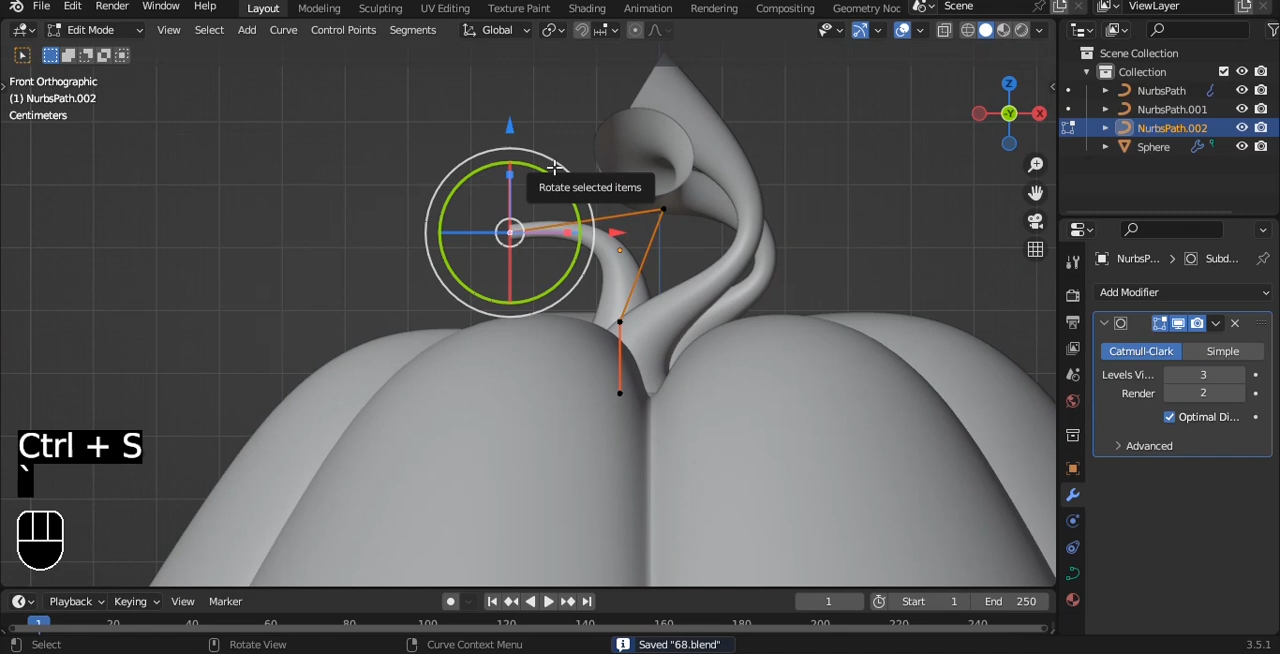 File Edit Render Window Help Layout Modeling Sculpting UV Editing Texture Paint Shading Animation Rendering Compositing Geometry Noc Scene ViewLayer
Edit Mode View Select Add Curve Control Points Segments Global
Front Orthographic
(1) NurbsPath.002
Centimeters
Z
X
-Y
Rotate selected items
Ctrl + S
`
Scene Collection
Collection
NurbsPath
NurbsPath.001
NurbsPath.002
Sphere
NurbsP... > Subd...
Add Modifier
Catmull-Clark Simple
Levels Vi... 3
Render 2
Optimal Di...
Advanced
Playback Keying View Marker 1 Start 1 End 250
1 20 40 60 80 100 120 140 160 180 200 220 240
Select Rotate View Curve Context Menu Saved "68.blend" 3.5.1